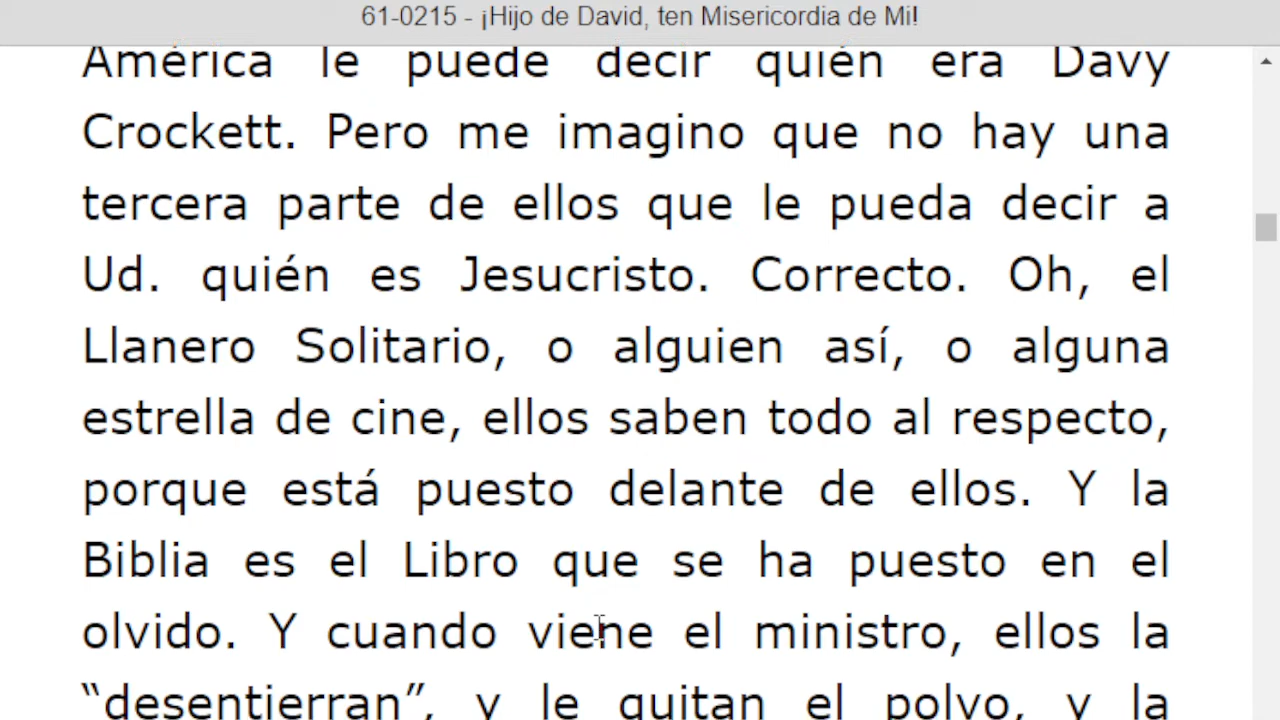 61-0215 - ¡Hijo de David, ten Misericordia de Mi!
América le puede decir quién era Davy
Crockett. Pero me imagino que no hay una
tercera parte de ellos que le pueda decir a
Ud. quién es Jesucristo. Correcto. Oh, el
Llanero Solitario, o alguien así, o alguna
estrella de cine, ellos saben todo al respecto,
porque está puesto delante de ellos. Y la
Biblia es el Libro que se ha puesto en el
olvido. Y cuando viene el ministro, ellos la
“desentierran”, y le quitan el polvo, y la